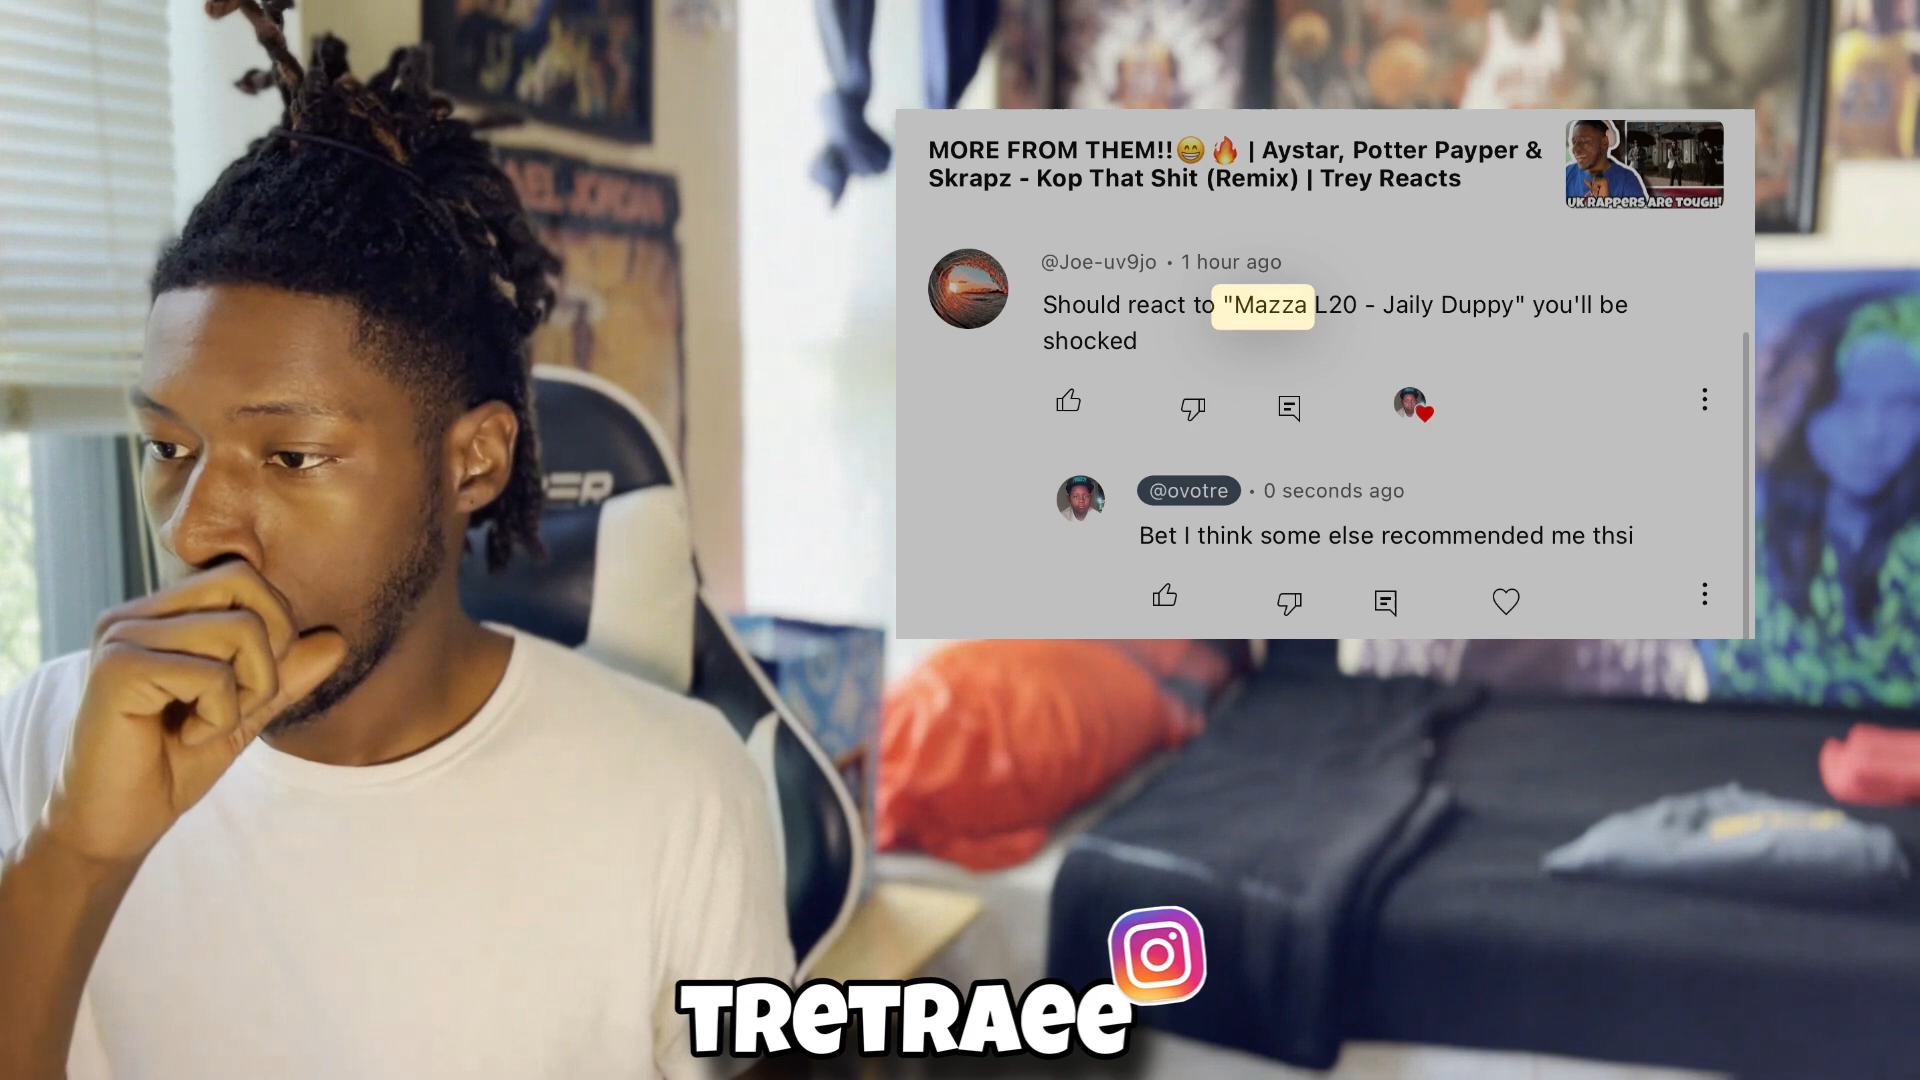 MORE FROM THEM!!😁🔥 | Aystar, Potter Payper &
Skrapz - Kop That Shit (Remix) | Trey Reacts
UK RAPPERS ARE TOUGH!
@Joe-uv9jo • 1 hour ago
Should react to "Mazza L20 - Jaily Duppy" you'll be
shocked
@ovotre • 0 seconds ago
Bet I think some else recommended me thsi
TReTRAee